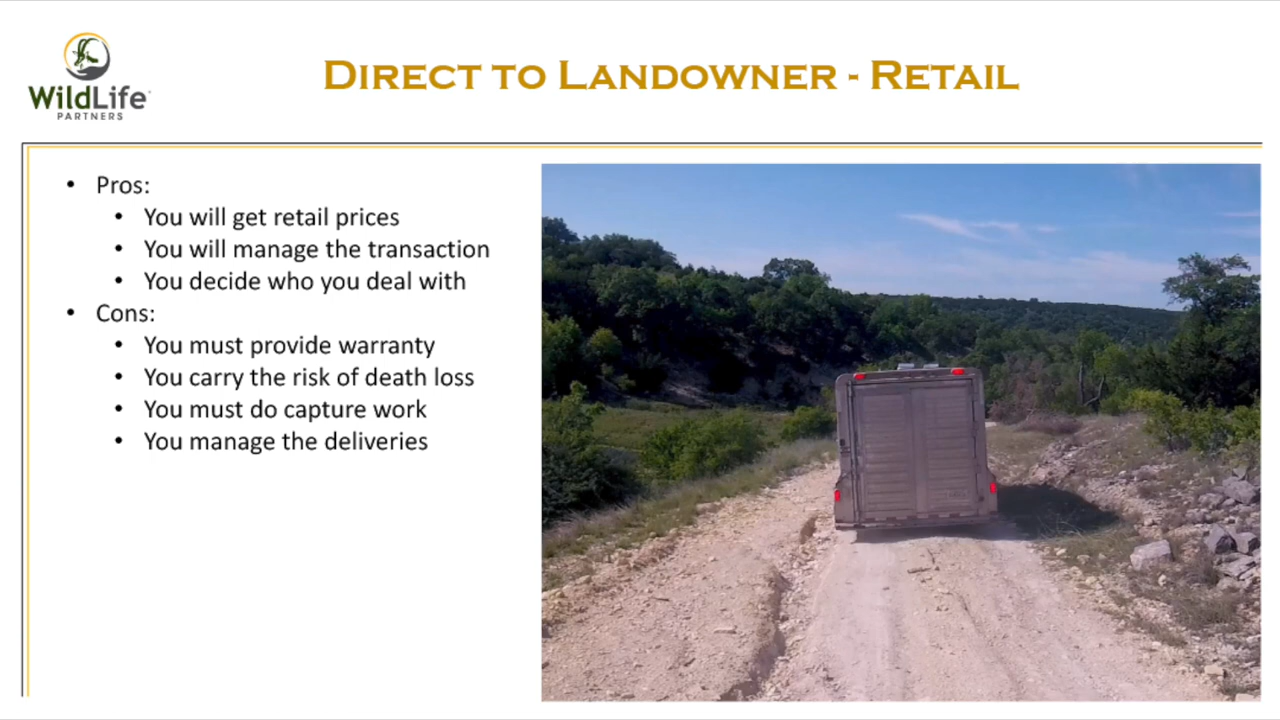 WildLife
PARTNERS
DIRECT TO LANDOWNER - RETAIL
• Pros:
• You will get retail prices
• You will manage the transaction
• You decide who you deal with
• Cons:
• You must provide warranty
• You carry the risk of death loss
• You must do capture work
• You manage the deliveries